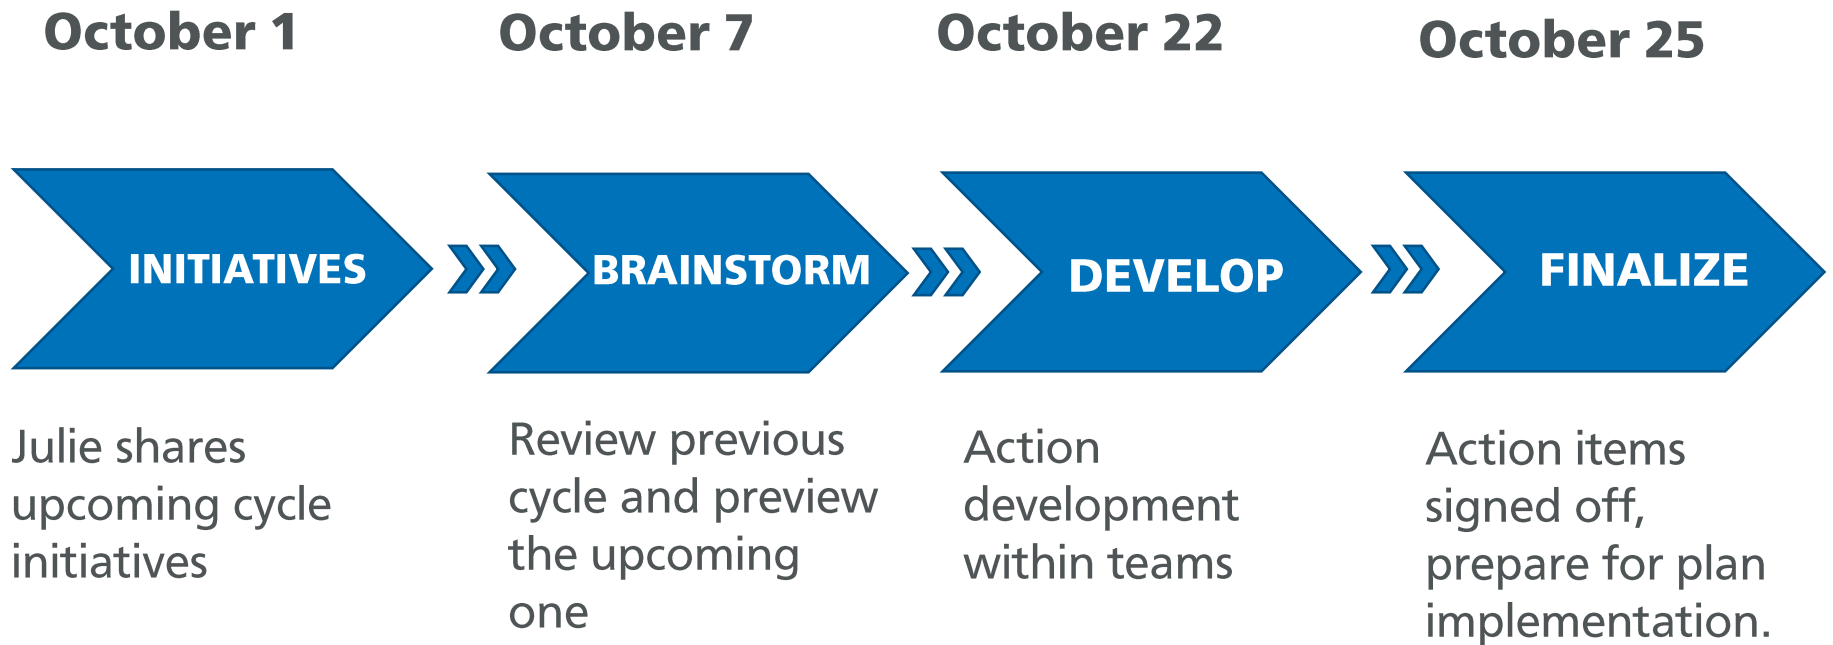 October 1
October 7
October 22
October 25
INITIATIVES
BRAINSTORM
DEVELOP
FINALIZE
Julie shares
upcoming cycle
initiatives
Review previous
cycle and preview
the upcoming
one
Action
development
within teams
Action items
signed off,
prepare for plan
implementation.